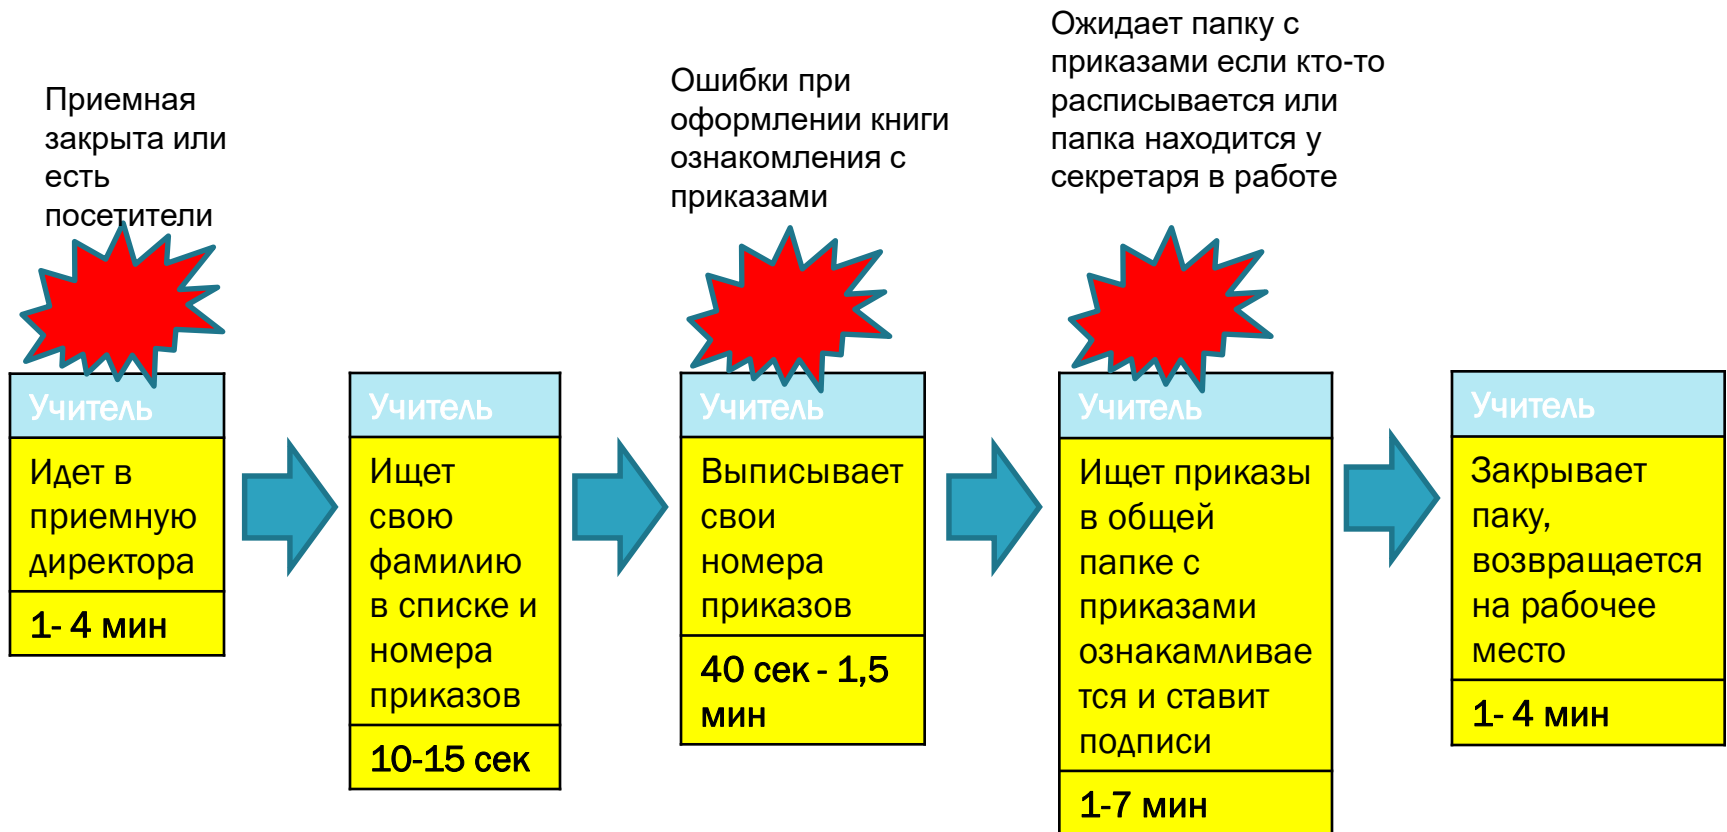 Приемная
закрыта или
есть
посетители
Ошибки при
оформлении книги
ознакомления с
приказами
Ожидает папку с
приказами если кто-то
расписывается или
папка находится у
секретаря в работе
Учитель
Идет в
приемную
директора
1- 4 мин
Учитель
Ищет
свою
фамилию
в списке и
номера
приказов
10-15 сек
Учитель
Выписывает
свои
номера
приказов
40 сек - 1,5
мин
Учитель
Ищет приказы
в общей
папке с
приказами
ознакамливае
тся и ставит
подписи
1-7 мин
Учитель
Закрывает
паку,
возвращается
на рабочее
место
1- 4 мин